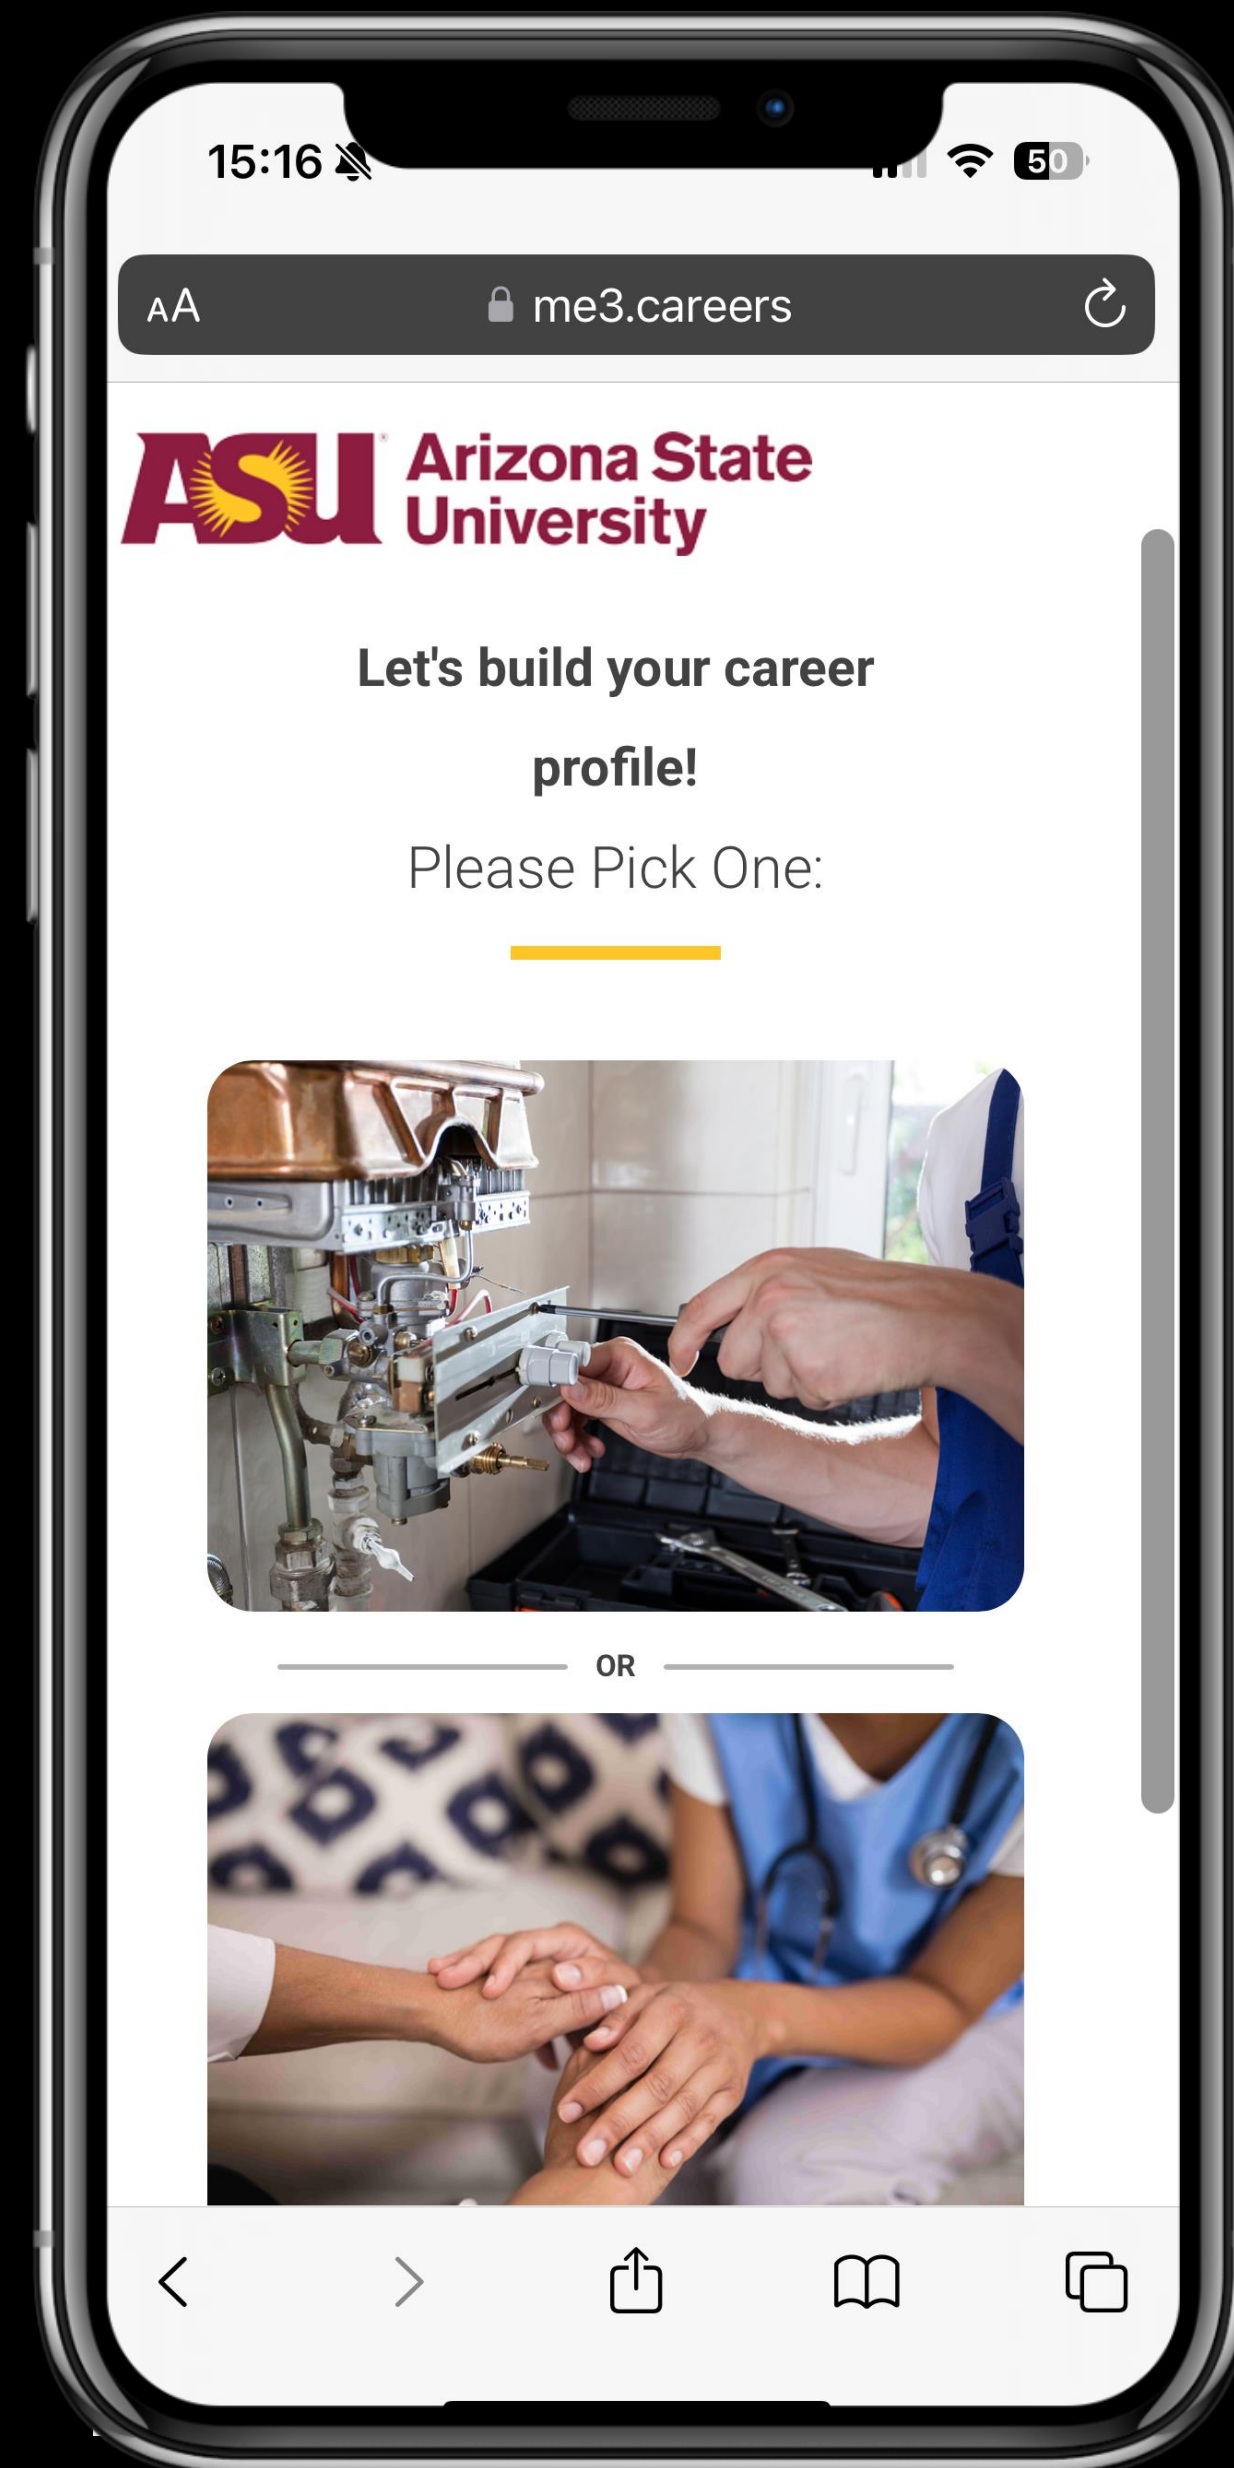 15:16
50
AA
me3.careers
ASU
Arizona State
University
Let's build your career
profile!
Please Pick One:
OR